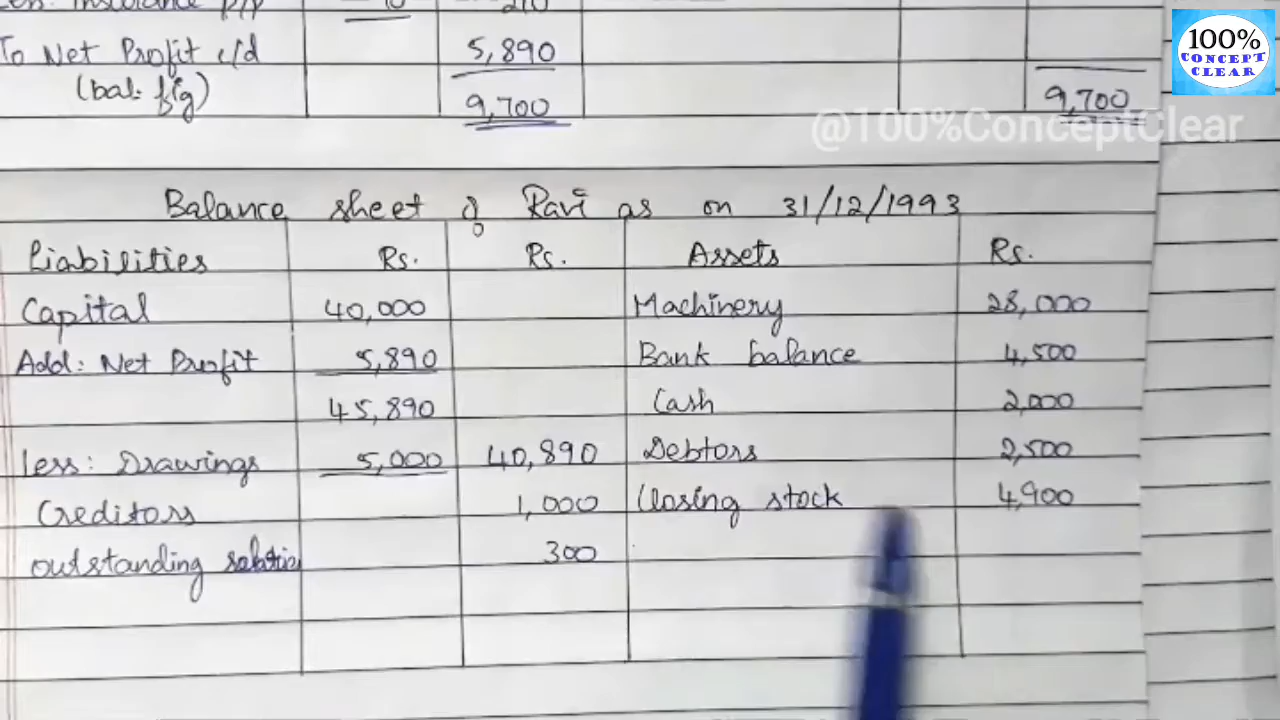 To Net Profit c/d 5,890
(bal. fig) 9,700 9,700
100%
CONCEPT
CLEAR
@100%ConceptClear
Balance sheet of Ravi as on 31/12/1993
Liabilities Rs. Rs. Assets Rs.
Capital 40,000 Machinery 28,000
Add: Net Profit 5,890 Bank balance 4,500
45,890 Cash 2,000
Less: Drawings 5,000 40,890 Debtors 2,500
Creditors 1,000 Closing stock 4,900
outstanding salaries 300